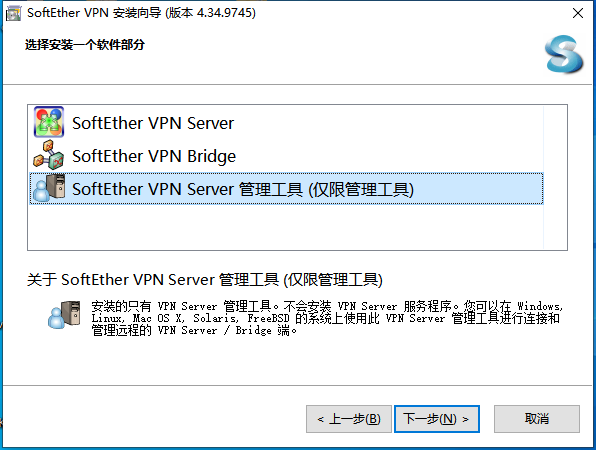 SoftEther VPN 安装向导 (版本 4.34.9745)
选择安装一个软件部分
SoftEther VPN Server
SoftEther VPN Bridge
SoftEther VPN Server 管理工具 (仅限管理工具)
关于 SoftEther VPN Server 管理工具 (仅限管理工具)
安装的只有 VPN Server 管理工具。不会安装 VPN Server 服务程序。您可以在 Windows,
Linux, Mac OS X, Solaris, FreeBSD 的系统上使用此 VPN Server 管理工具进行连接和
管理远程的 VPN Server / Bridge 端。
< 上一步(B) 下一步(N) > 取消